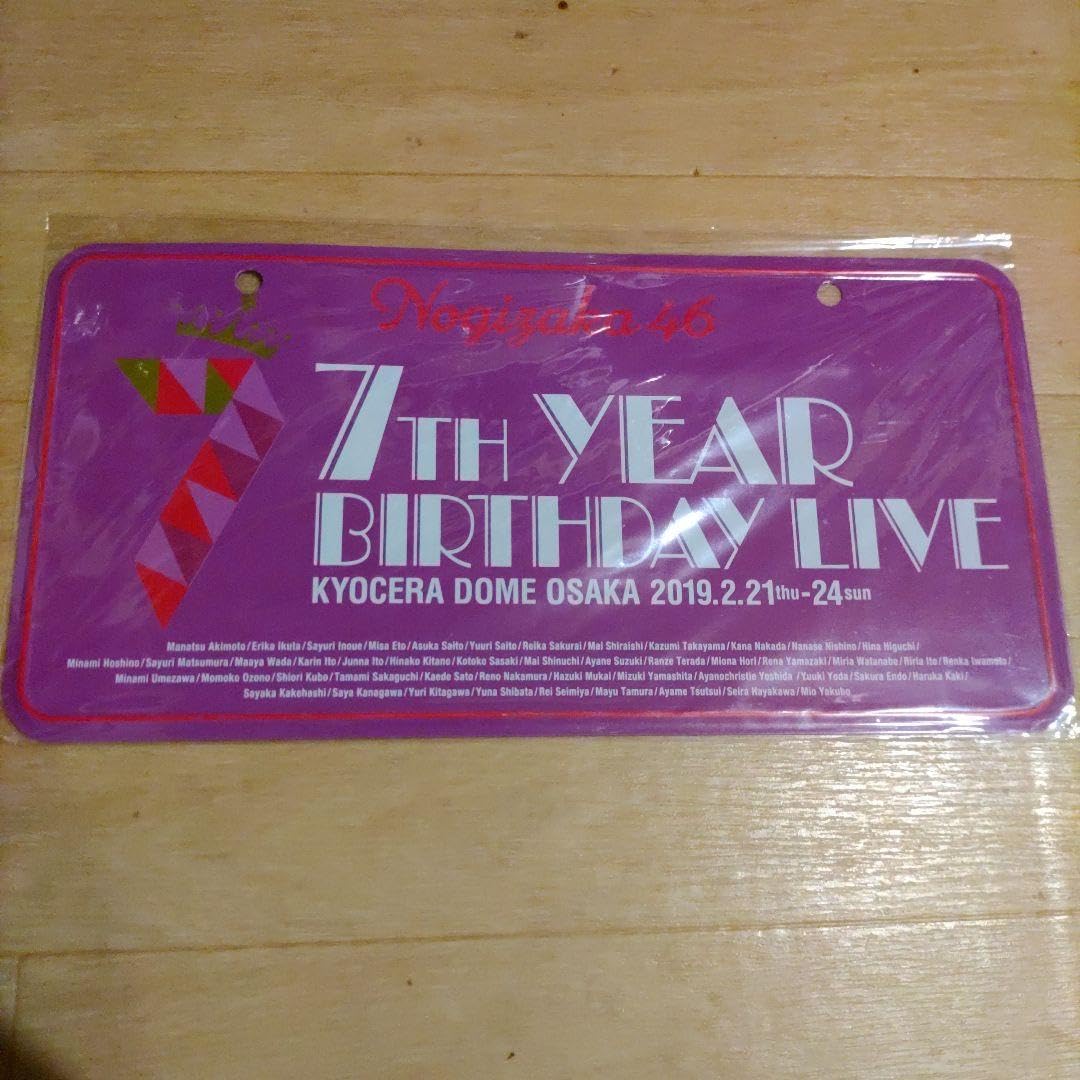 Nogizaka 46
7TH YEAR
BIRTHDAY LIVE
KYOCERA DOME OSAKA 2019.2.21thu-24sun
Manatsu Akimoto/Erika Ikuta/Sayuri Inoue/Misa Eto/Asuka Saito/Yuuri Saito/Reika Sakurai/Mai Shiraishi/Kazumi Takayama/Kana Nakada/Nanase Nishino/Hina Higuchi/
Minami Hoshino/Sayuri Matsumura/Maaya Wada/Karin Ito/Junna Ito/Hinako Kitano/Kotoko Sasaki/Mai Shinuchi/Ayane Suzuki/Ranze Terada/Miona Hori/Rena Yamazaki/Miria Watanabe/Riria Ito/Renka Iwamoto/
Minami Umezawa/Momoko Ozono/Shiori Kubo/Tamami Sakaguchi/Kaede Sato/Reno Nakamura/Hazuki Mukai/Mizuki Yamashita/Ayanochristie Yoshida /Yuuki Yoda/Sakura Endo/Haruka Kaki/
Sayaka Kakehashi/Saya Kanagawa/Yuri Kitagawa/Yuna Shibata/Rei Seimiya/Mayu Tamura/Ayame Tsutsui/Seira Hayakawa/Mio Yakubo